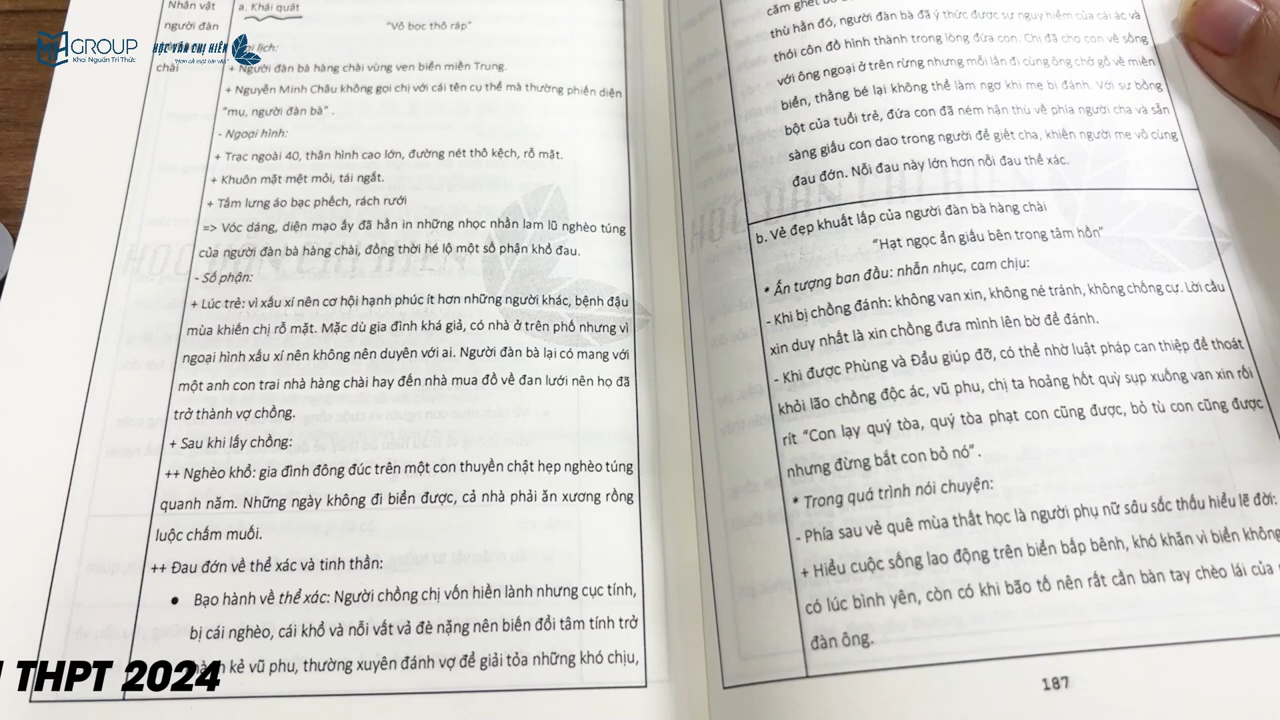 Nhân vật
người đàn
chài
a. Khái quát
"Vỏ bọc thô ráp"
lịch:
+ Người đàn bà hàng chài vùng ven biển miền Trung.
+ Nguyễn Minh Châu không gọi chị với cái tên cụ thể mà thường phiếm diện
"mụ, người đàn bà" .
- Ngoại hình:
+ Trạc ngoài 40, thân hình cao lớn, đường nét thô kệch, rỗ mặt.
+ Khuôn mặt mệt mỏi, tái ngắt.
+ Tấm lưng áo bạc phếch, rách rưới
=> Vóc dáng, diện mạo ấy đã hằn in những nhọc nhằn lam lũ nghèo túng
của người đàn bà hàng chài, đồng thời hé lộ một số phận khổ đau.
- Số phận:
+ Lúc trẻ: vì xấu xí nên cơ hội hạnh phúc ít hơn những người khác, bệnh đậu
mùa khiến chị rỗ mặt. Mặc dù gia đình khá giả, có nhà ở trên phố nhưng vì
ngoại hình xấu xí nên không nên duyên với ai. Người đàn bà lại có mang với
một anh con trai nhà hàng chài hay đến nhà mua đồ về đan lưới nên họ đã
trở thành vợ chồng.
+ Sau khi lấy chồng:
++ Nghèo khổ: gia đình đông đúc trên một con thuyền chật hẹp nghèo túng
quanh năm. Những ngày không đi biển được, cả nhà phải ăn xương rồng
luộc chấm muối.
++ Đau đớn về thể xác và tinh thần:
● Bạo hành về thể xác: Người chồng chị vốn hiền lành nhưng cục tính,
bị cái nghèo, cái khổ và nỗi vất vả đè nặng nên biến đổi tâm tính trở
kẻ vũ phu, thường xuyên đánh vợ để giải tỏa những khó chịu,
căm ghét
thù hằn đó, người đàn bà đã ý thức được sự nguy hiểm của cái ác và
thói côn đồ hình thành trong lòng đứa con. Chị đã cho con về sống
với ông ngoại ở trên rừng nhưng mỗi lần đi cùng ông chở gỗ về miền
biển, thằng bé lại không thể làm ngơ khi mẹ bị đánh. Với sự bồng
bột của tuổi trẻ, đứa con đã ném hận thù về phía người cha và sẵn
sàng giấu con dao trong người để giết cha, khiến người mẹ vô cùng
đau đớn. Nỗi đau này lớn hơn nỗi đau thể xác.
b. Vẻ đẹp khuất lấp của người đàn bà hàng chài
"Hạt ngọc ẩn giấu bên trong tâm hồn"
* Ấn tượng ban đầu: nhẫn nhục, cam chịu:
- Khi bị chồng đánh: không van xin, không né tránh, không chống cự. Lời cầu
xin duy nhất là xin chồng đưa mình lên bờ để đánh.
- Khi được Phùng và Đẩu giúp đỡ, có thể nhờ luật pháp can thiệp để thoát
khỏi lão chồng độc ác, vũ phu, chị ta hoảng hốt quỳ sụp xuống van xin rối
rít "Con lạy quý tòa, quý tòa phạt con cũng được, bỏ tù con cũng được
nhưng đừng bắt con bỏ nó" .
* Trong quá trình nói chuyện:
- Phía sau vẻ quê mùa thất học là người phụ nữ sâu sắc thấu hiểu lẽ đời:
+ Hiểu cuộc sống lao động trên biển bấp bênh, khó khăn vì biển không
có lúc bình yên, còn có khi bão tố nên rất cần bàn tay chèo lái của
đàn ông.
187
HỌC VĂN CHỊ HIÊN
HỌC VĂN CHỊ HIÊN
GROUP
Khơi Nguồn Tri Thức
HỌC VĂN CHỊ HIÊN
THPT 2024